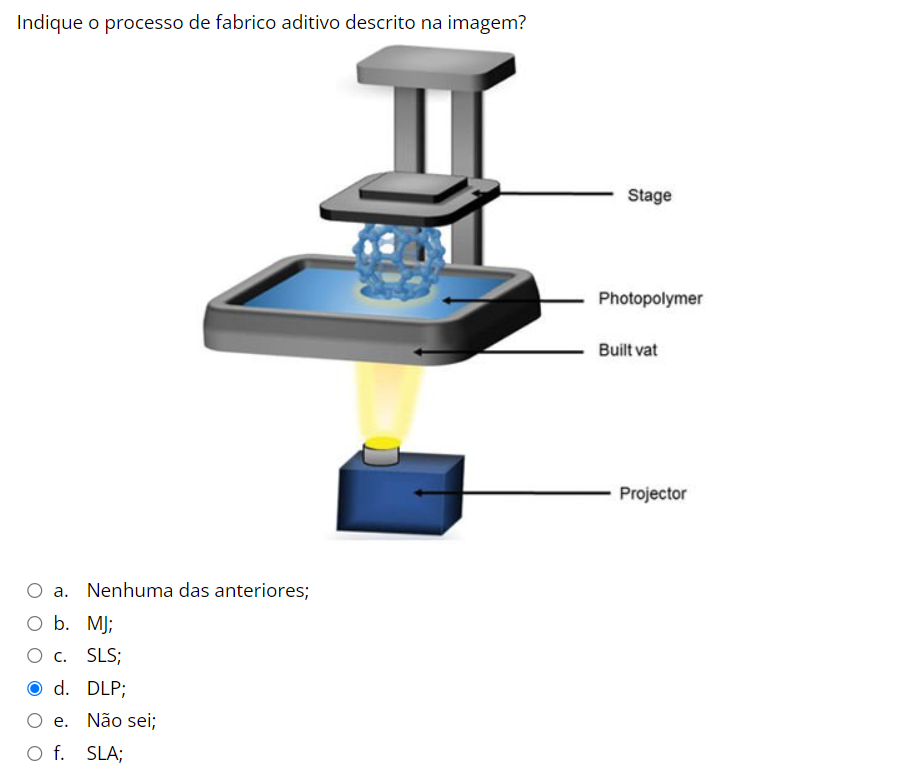 Indique o processo de fabrico aditivo descrito na imagem?
Stage
Photopolymer
Built vat
Projector
a. Nenhuma das anteriores;
b. MJ;
c. SLS;
d. DLP;
e. Não sei;
f. SLA;